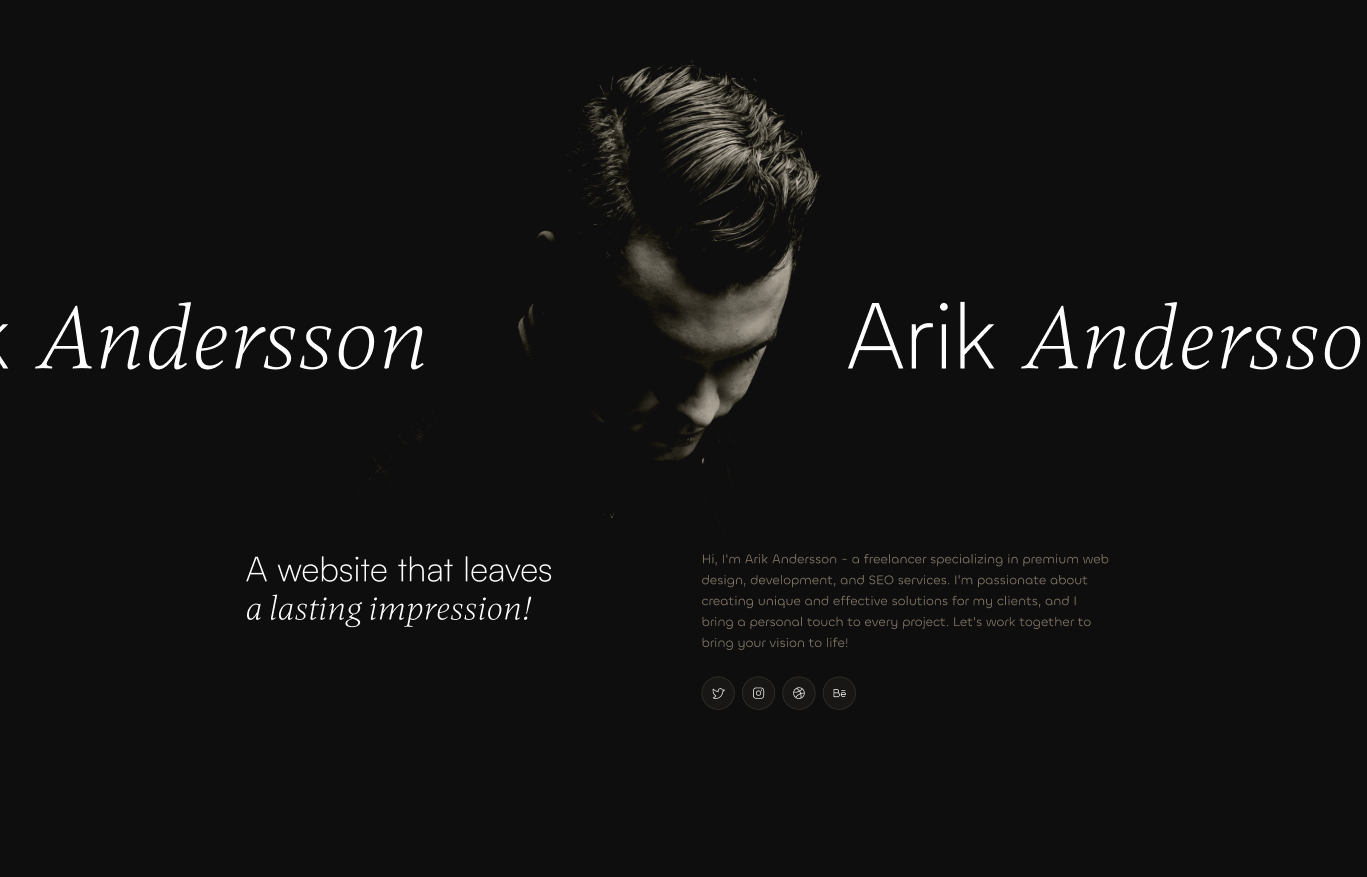 k Andersson Arik Andersso
A website that leaves
a lasting impression!
Hi, I'm Arik Andersson – a freelancer specializing in premium web
design, development, and SEO services. I'm passionate about
creating unique and effective solutions for my clients, and I
bring a personal touch to every project. Let's work together to
bring your vision to life!
Bē